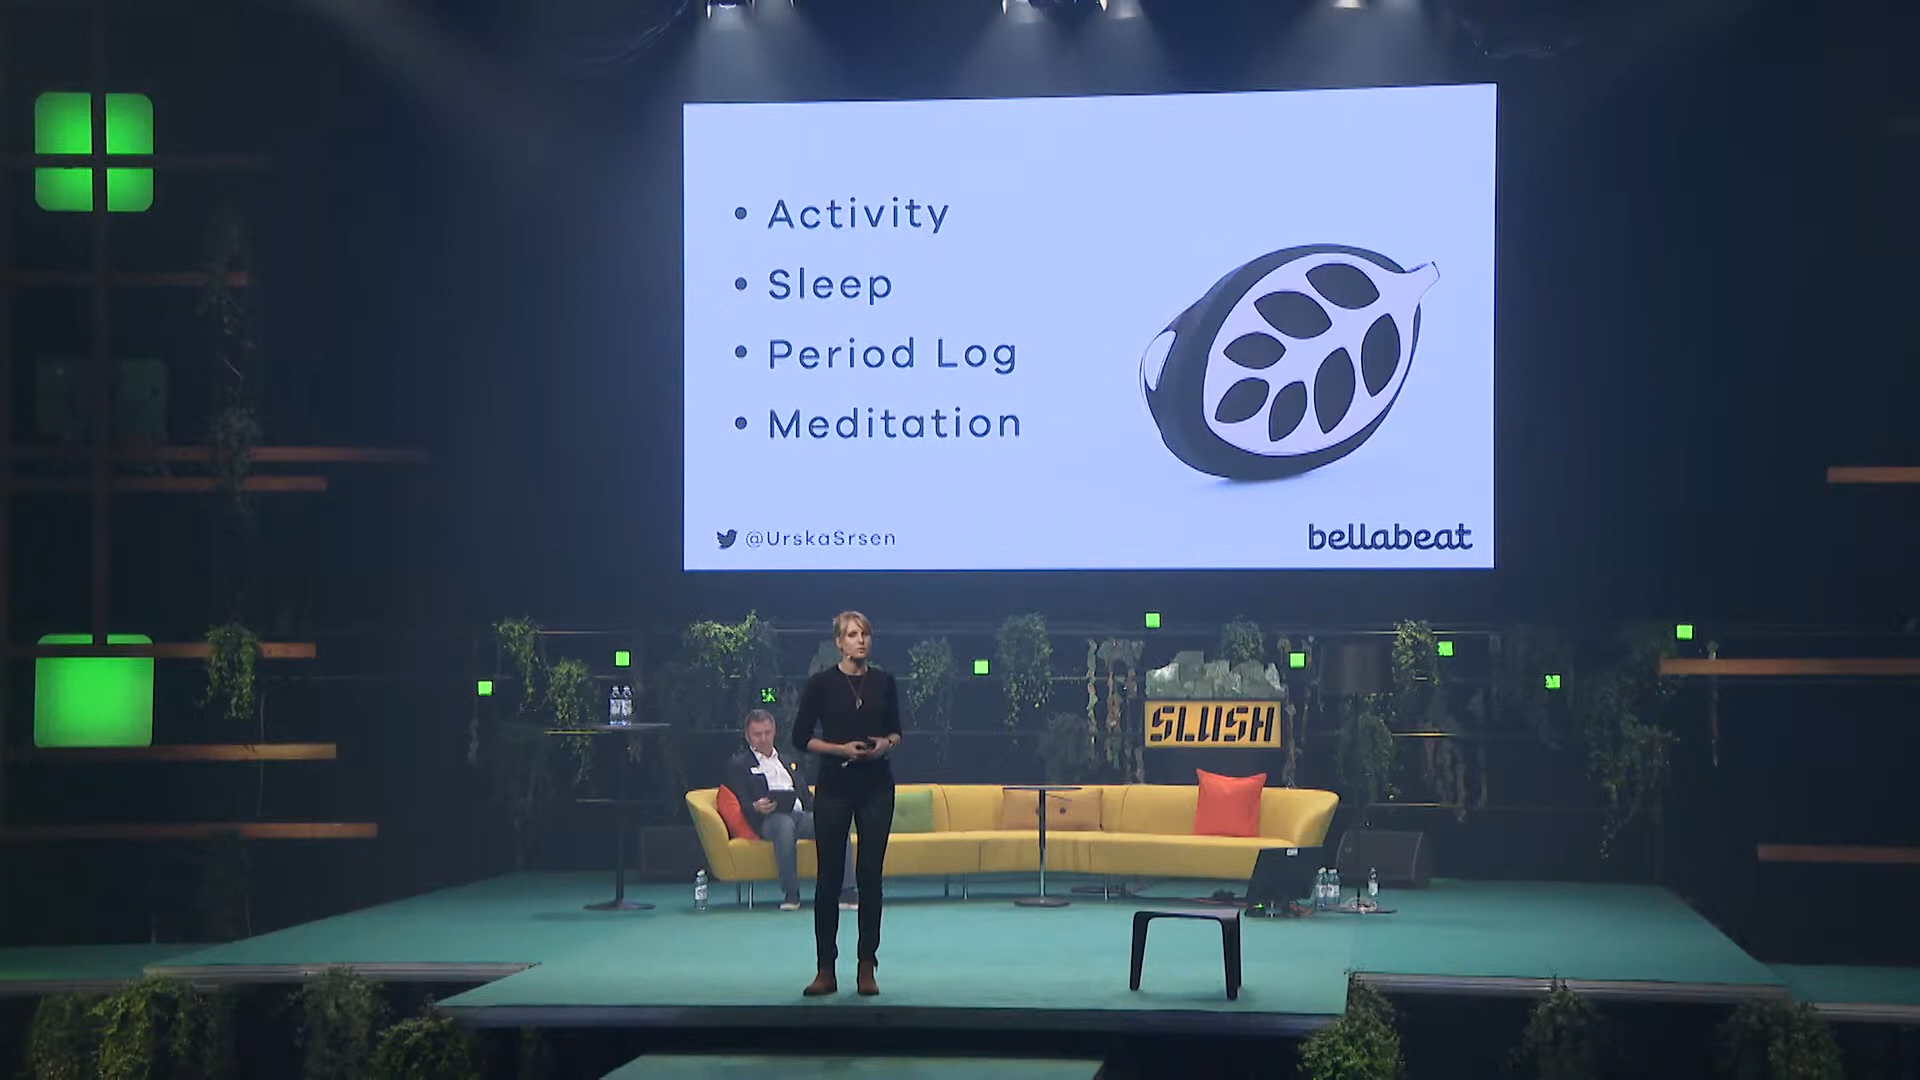 • Activity
• Sleep
• Period Log
• Meditation
@UrskaSrsen
bellabeat
SLUSH